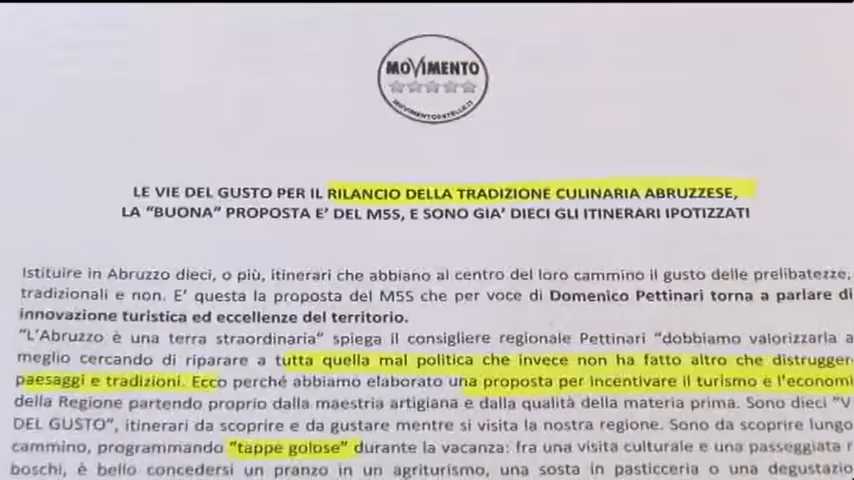 MOVIMENTO
MOVIMENTO5STELLE.IT
LE VIE DEL GUSTO PER IL RILANCIO DELLA TRADIZIONE CULINARIA ABRUZZESE,
LA “BUONA” PROPOSTA E’ DEL M5S, E SONO GIA’ DIECI GLI ITINERARI IPOTIZZATI
Istituire in Abruzzo dieci, o più, itinerari che abbiano al centro del loro cammino il gusto delle prelibatezze,
tradizionali e non. E’ questa la proposta del M5S che per voce di Domenico Pettinari torna a parlare di
innovazione turistica ed eccellenze del territorio.
“L’Abruzzo è una terra straordinaria” spiega il consigliere regionale Pettinari “dobbiamo valorizzarla a
meglio cercando di riparare a tutta quella mal politica che invece non ha fatto altro che distrugger
paesaggi e tradizioni. Ecco perché abbiamo elaborato una proposta per incentivare il turismo e l’economi
della Regione partendo proprio dalla maestria artigiana e dalla qualità della materia prima. Sono dieci “V
DEL GUSTO”, itinerari da scoprire e da gustare mentre si visita la nostra regione. Sono da scoprire lungo
cammino, programmando “tappe golose” durante la vacanza: fra una visita culturale e una passeggiata
boschi, è bello concedersi un pranzo in un agriturismo, una sosta in pasticceria o una degustazio